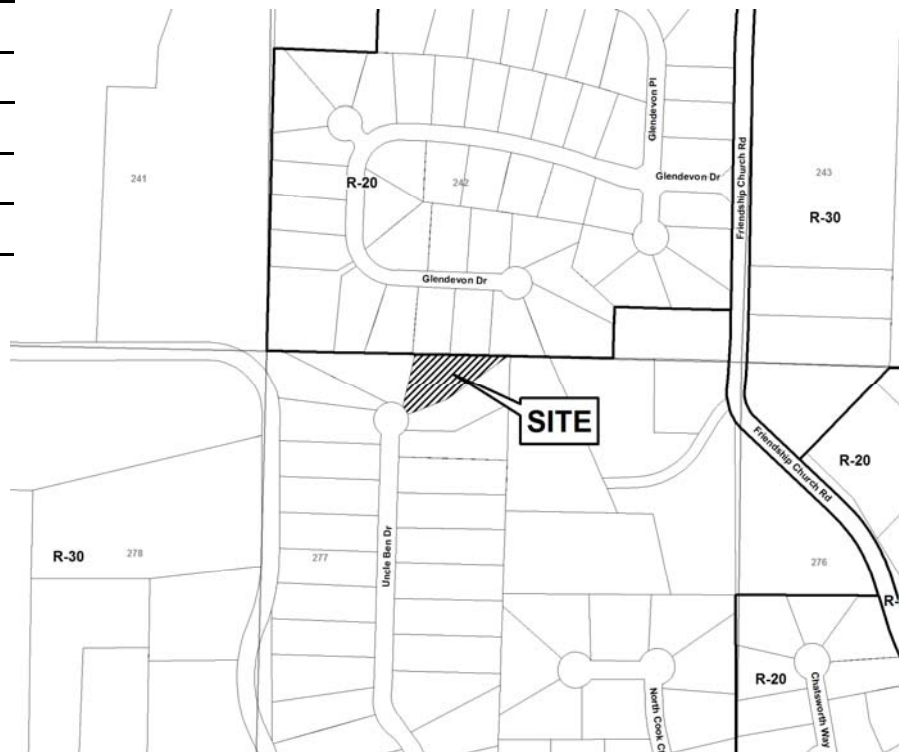 Glendevon Pl
Friendship Church Rd
Glendevon Dr
241
R-20
242
243
R-30
Glendevon Dr
SITE
Friendship Church Rd
R-20
Uncle Ben Dr
R-30
278
277
276
R-
R-20
North Cook C
Chatsworth Way